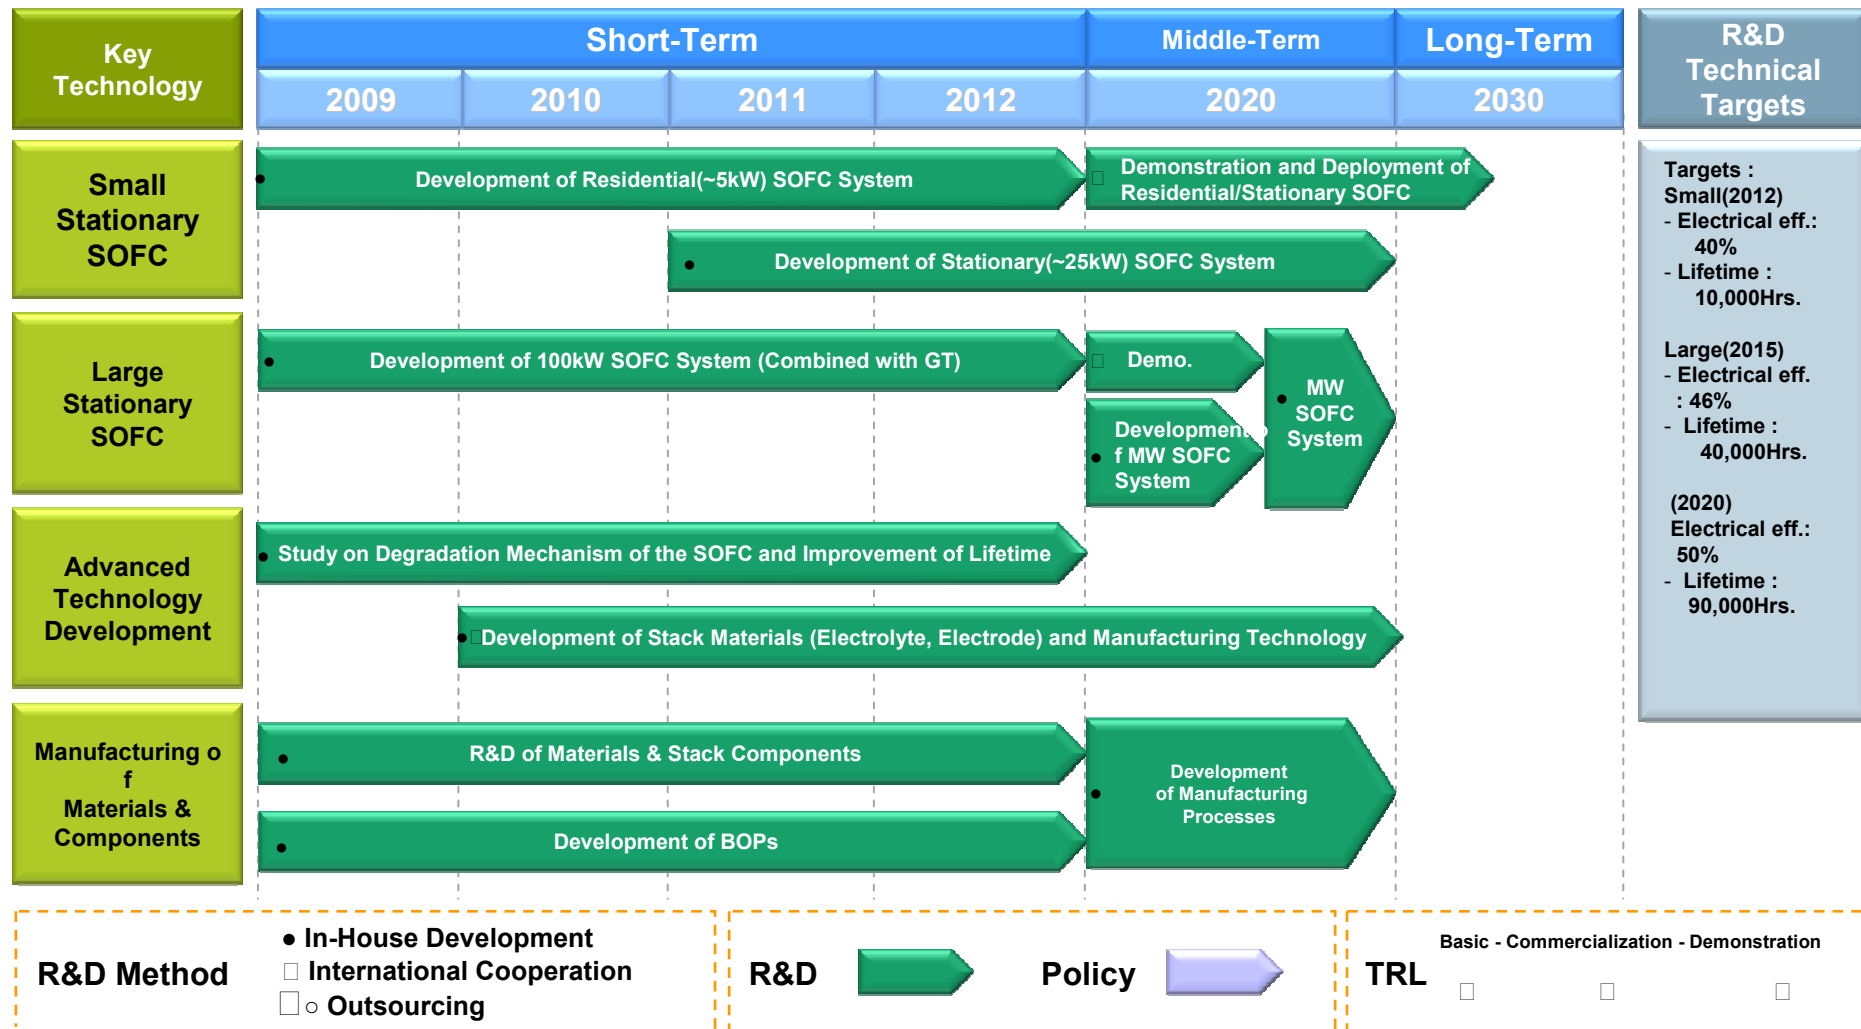 Key
Technology
Short-Term
Middle-Term
Long-Term
2009
2010
2011
2012
2020
2030
R&D
Technical
Targets
Small
Stationary
SOFC
Development of Residential(~5kW) SOFC System
Demonstration and Deployment of
Residential/Stationary SOFC
Development of Stationary(~25kW) SOFC System
Large
Stationary
SOFC
Development of 100kW SOFC System (Combined with GT)
Demo.
Development o
f MW SOFC
System
MW
SOFC
System
Advanced
Technology
Development
Study on Degradation Mechanism of the SOFC and Improvement of Lifetime
Development of Stack Materials (Electrolyte, Electrode) and Manufacturing Technology
Manufacturing o
f
Materials &
Components
R&D of Materials & Stack Components
Development of BOPs
Development
of Manufacturing
Processes
Targets :
Small(2012)
- Electrical eff.:
40%
- Lifetime :
10,000Hrs.
Large(2015)
- Electrical eff.
: 46%
- Lifetime :
40,000Hrs.
(2020)
Electrical eff.:
50%
- Lifetime :
90,000Hrs.
R&D Method
● In-House Development
□ International Cooperation
□ ○ Outsourcing
R&D
Policy
TRL
Basic - Commercialization - Demonstration
□ □ □